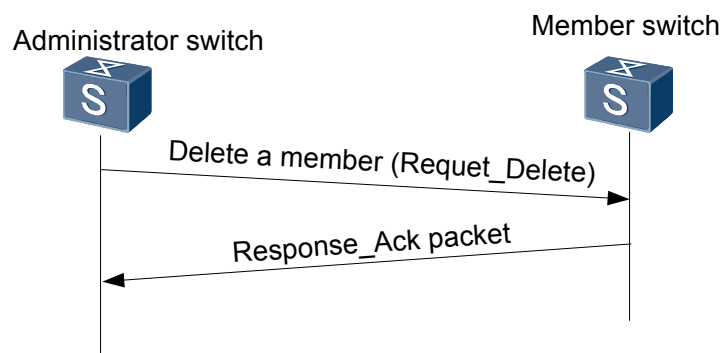 Administrator switch
Member switch
S
S
Delete a member (Requet_Delete)
Response_Ack packet